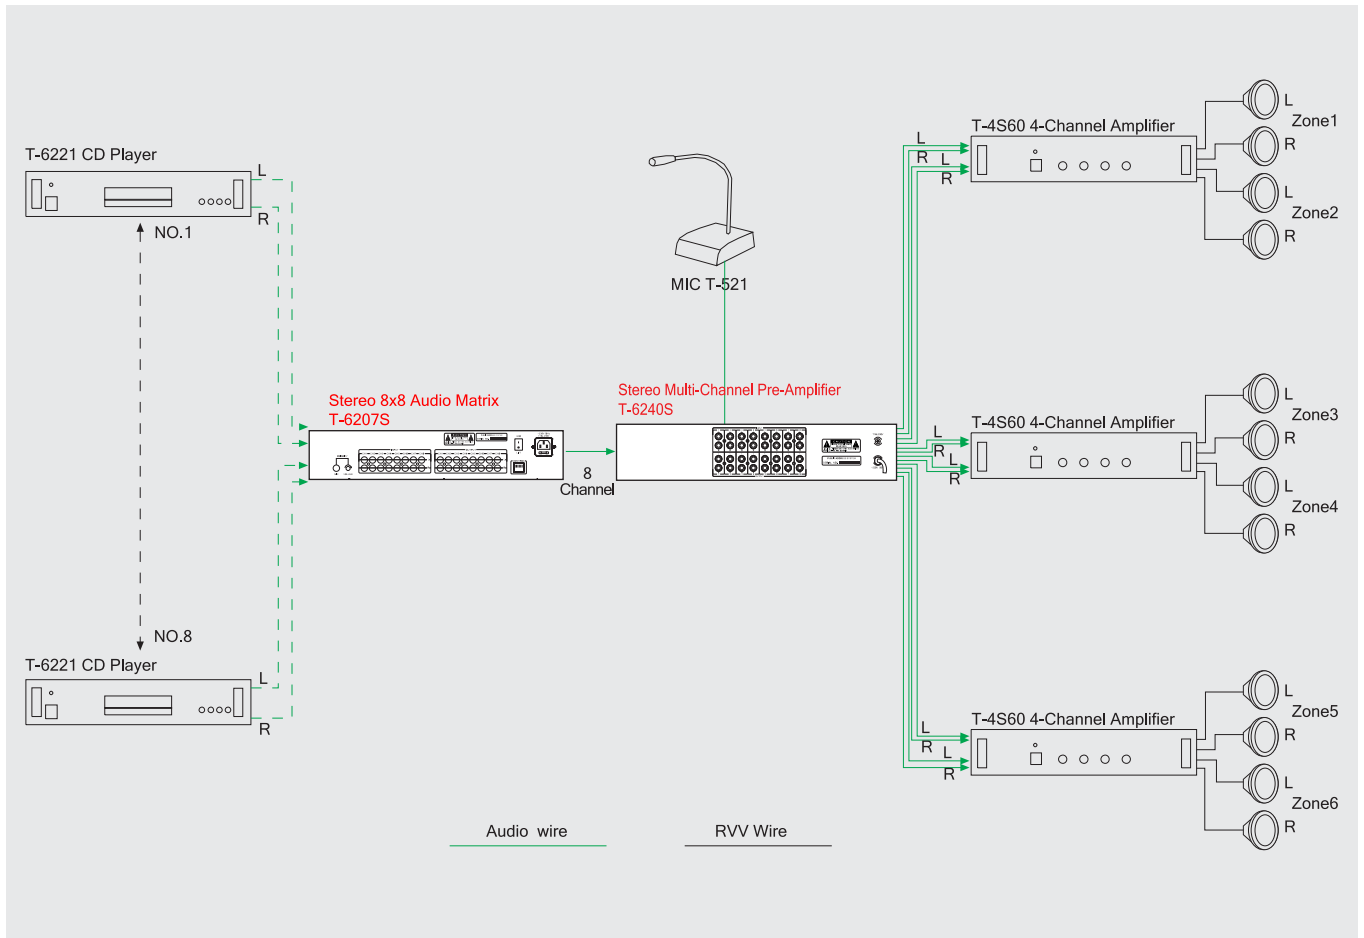 T-6221 CD Player
L
R
NO.1
NO.8
T-6221 CD Player
L
R
Stereo 8x8 Audio Matrix
T-6207S
8
Channel
MIC T-521
Stereo Multi-Channel Pre-Amplifier
T-6240S
L
R
L
R
T-4S60 4-Channel Amplifier
L
Zone1
R
L
Zone2
R
L
R
L
R
T-4S60 4-Channel Amplifier
L
Zone3
R
L
Zone4
R
L
R
L
R
T-4S60 4-Channel Amplifier
L
Zone5
R
L
Zone6
R
Audio wire
RVV Wire